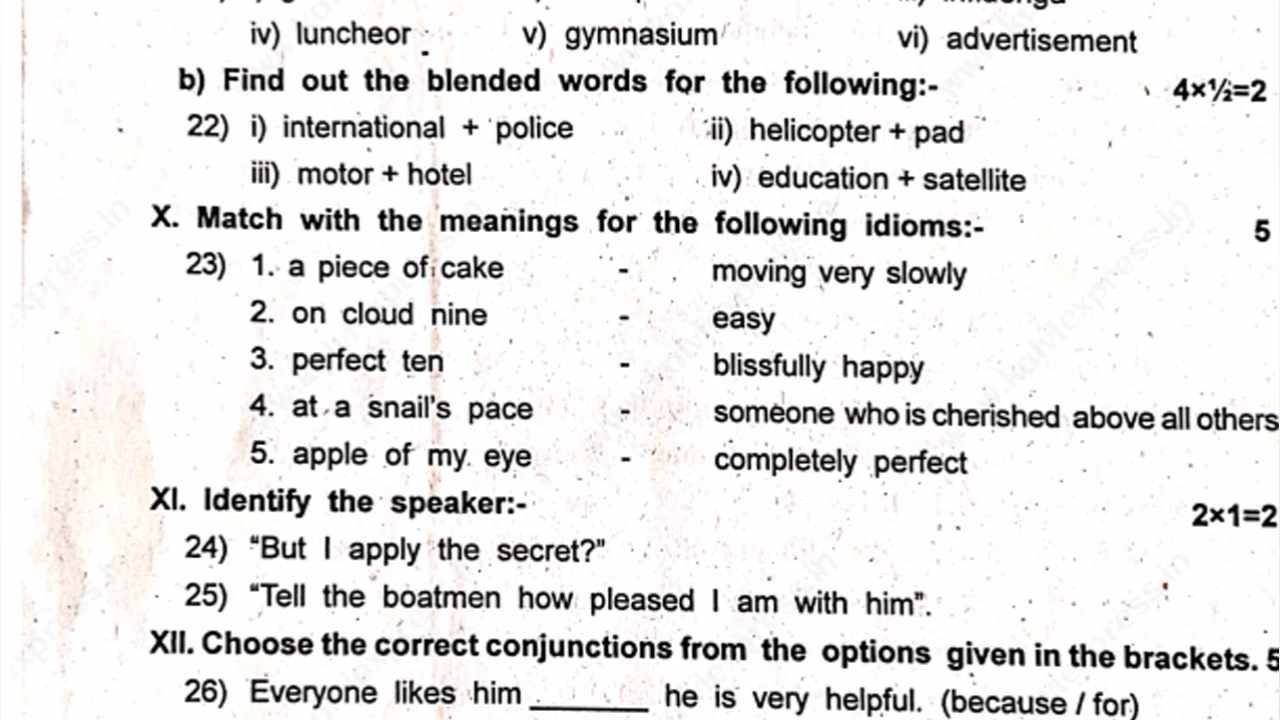 iv) luncheor v) gymnasium vi) advertisement
b) Find out the blended words for the following:- 4×½=2
22) i) international + police ii) helicopter + pad
iii) motor + hotel iv) education + satellite
X. Match with the meanings for the following idioms:- 5
23) 1. a piece of cake - moving very slowly
2. on cloud nine - easy
3. perfect ten - blissfully happy
4. at a snail's pace - someone who is cherished above all others
5. apple of my eye - completely perfect
XI. Identify the speaker:- 2×1=2
24) "But I apply the secret?"
25) "Tell the boatmen how pleased I am with him".
XII. Choose the correct conjunctions from the options given in the brackets. 5
26) Everyone likes him ________ he is very helpful. (because / for)